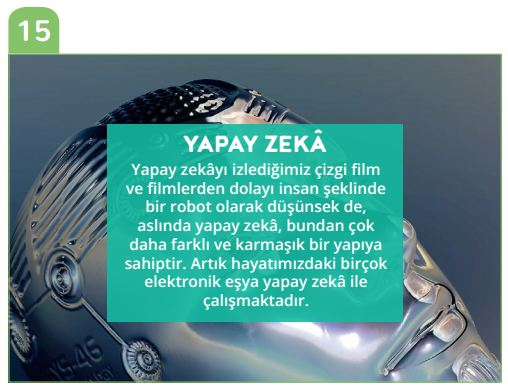 15
YAPAY ZEKÂ
Yapay zekâyı izlediğimiz çizgi film
ve filmlerden dolayı insan şeklinde
bir robot olarak düşünsek de,
aslında yapay zekâ, bundan çok
daha farklı ve karmaşık bir yapıya
sahiptir. Artık hayatımızdaki birçok
elektronik eşya yapay zekâ ile
çalışmaktadır.
YS-46